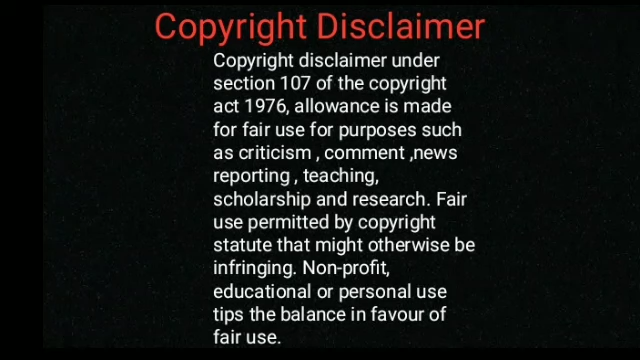 Copyright Disclaimer
Copyright disclaimer under
section 107 of the copyright
act 1976, allowance is made
for fair use for purposes such
as criticism , comment ,news
reporting , teaching,
scholarship and research. Fair
use permitted by copyright
statute that might otherwise be
infringing. Non-profit,
educational or personal use
tips the balance in favour of
fair use.